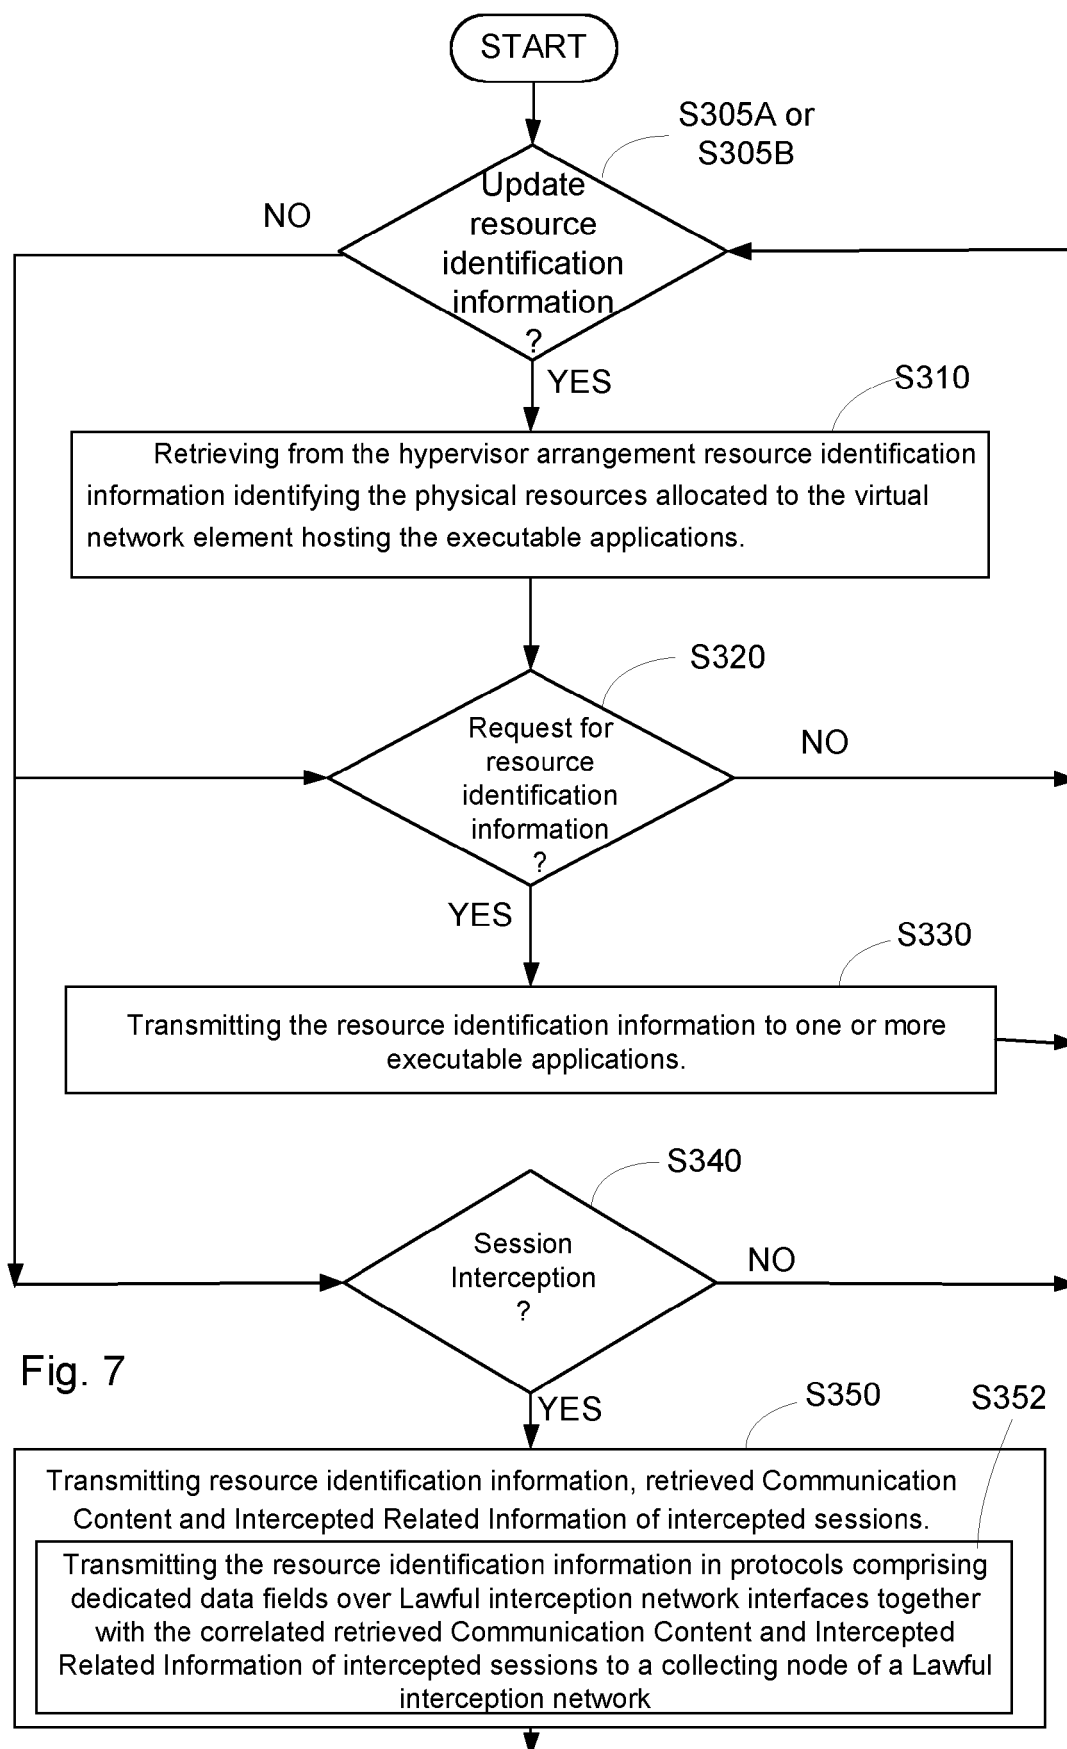 START
S305A or
S305B
NO
Update
resource
identification
information
?
YES
S310
Retrieving from the hypervisor arrangement resource identification
information identifying the physical resources allocated to the virtual
network element hosting the executable applications.
S320
Request for
resource
identification
information
?
NO
YES
S330
Transmitting the resource identification information to one or more
executable applications.
S340
Session
Interception
?
NO
Fig. 7
YES
S350
S352
Transmitting resource identification information, retrieved Communication
Content and Intercepted Related Information of intercepted sessions.
Transmitting the resource identification information in protocols comprising
dedicated data fields over Lawful interception network interfaces together
with the correlated retrieved Communication Content and Intercepted
Related Information of intercepted sessions to a collecting node of a Lawful
interception network